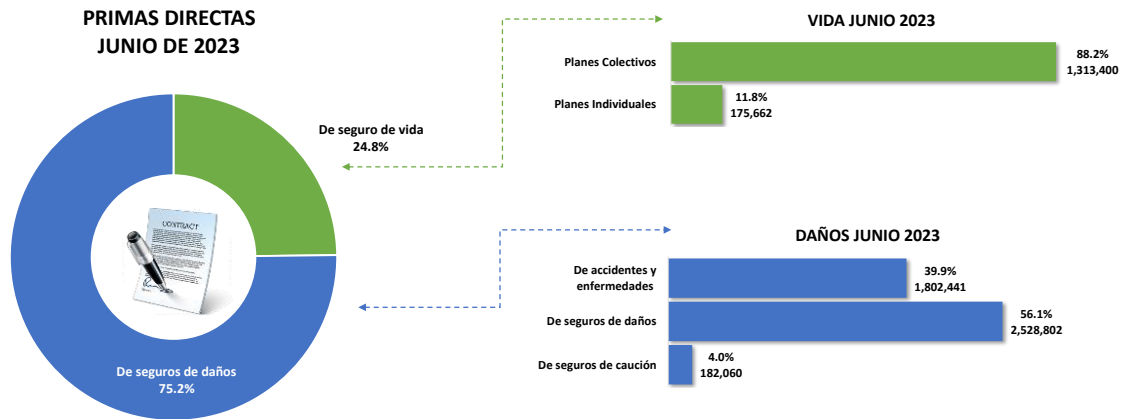 PRIMAS DIRECTAS
JUNIO DE 2023
De seguro de vida
24.8%
CONTRACT
De seguros de daños
75.2%
VIDA JUNIO 2023
Planes Colectivos
88.2%
1,313,400
Planes Individuales
11.8%
175,662
DAÑOS JUNIO 2023
De accidentes y
enfermedades
39.9%
1,802,441
De seguros de daños
56.1%
2,528,802
De seguros de caución
4.0%
182,060